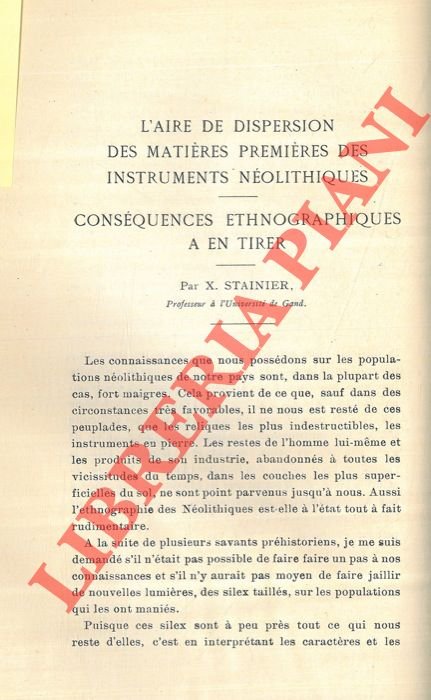 L'AIRE DE DISPERSION
DES MATIÈRES PREMIÈRES DES
INSTRUMENTS NÉOLITHIQUES
CONSÉQUENCES ETHNOGRAPHIQUES
A EN TIRER
Par X. STAINIER,
Professeur à l'Université de Gand.
Les connaissances que nous possédons sur les popula-
tions néolithiques de notre pays sont, dans la plupart des
cas, fort maigres. Cela provient de ce que, sauf dans des
circonstances très favorables, il ne nous est resté de ces
peuplades, que les reliques les plus indestructibles, les
instruments en pierre. Les restes de l'homme lui-même et
les produits de son industrie, abandonnés à toutes les
vicissitudes du temps, dans les couches les plus super-
ficielles du sol, ne sont point parvenus jusqu'à nous. Aussi
l'ethnographie des Néolithiques est-elle à l'état tout à fait
rudimentaire.
A la suite de plusieurs savants préhistoriens, je me suis
demandé s'il n'était pas possible de faire faire un pas à nos
connaissances et s'il n'y aurait pas moyen de faire jaillir
de nouvelles lumières, des silex taillés, sur les populations
qui les ont maniés.
Puisque ces silex sont à peu près tout ce qui nous
reste d'elles, c'est en interprétant les caractères et les
LIBRERIA PIANI